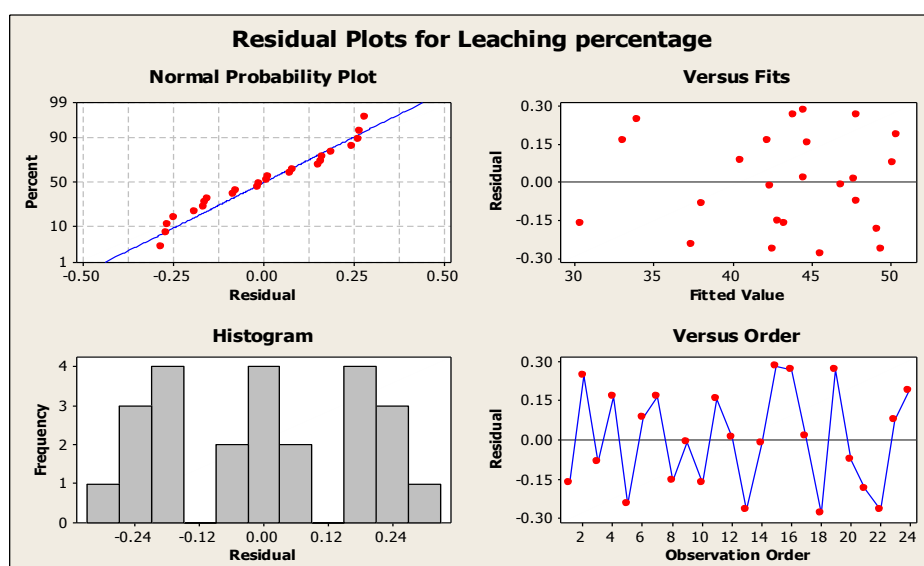 Residual Plots for Leaching percentage
Normal Probability Plot
99
90
50
10
1
Percent
-0.50 -0.25 0.00 0.25 0.50
Residual
Versus Fits
0.30
0.15
0.00
-0.15
-0.30
Residual
30 35 40 45 50
Fitted Value
Histogram
4
3
2
1
0
Frequency
-0.24 -0.12 0.00 0.12 0.24
Residual
Versus Order
0.30
0.15
0.00
-0.15
-0.30
Residual
2 4 6 8 10 12 14 16 18 20 22 24
Observation Order